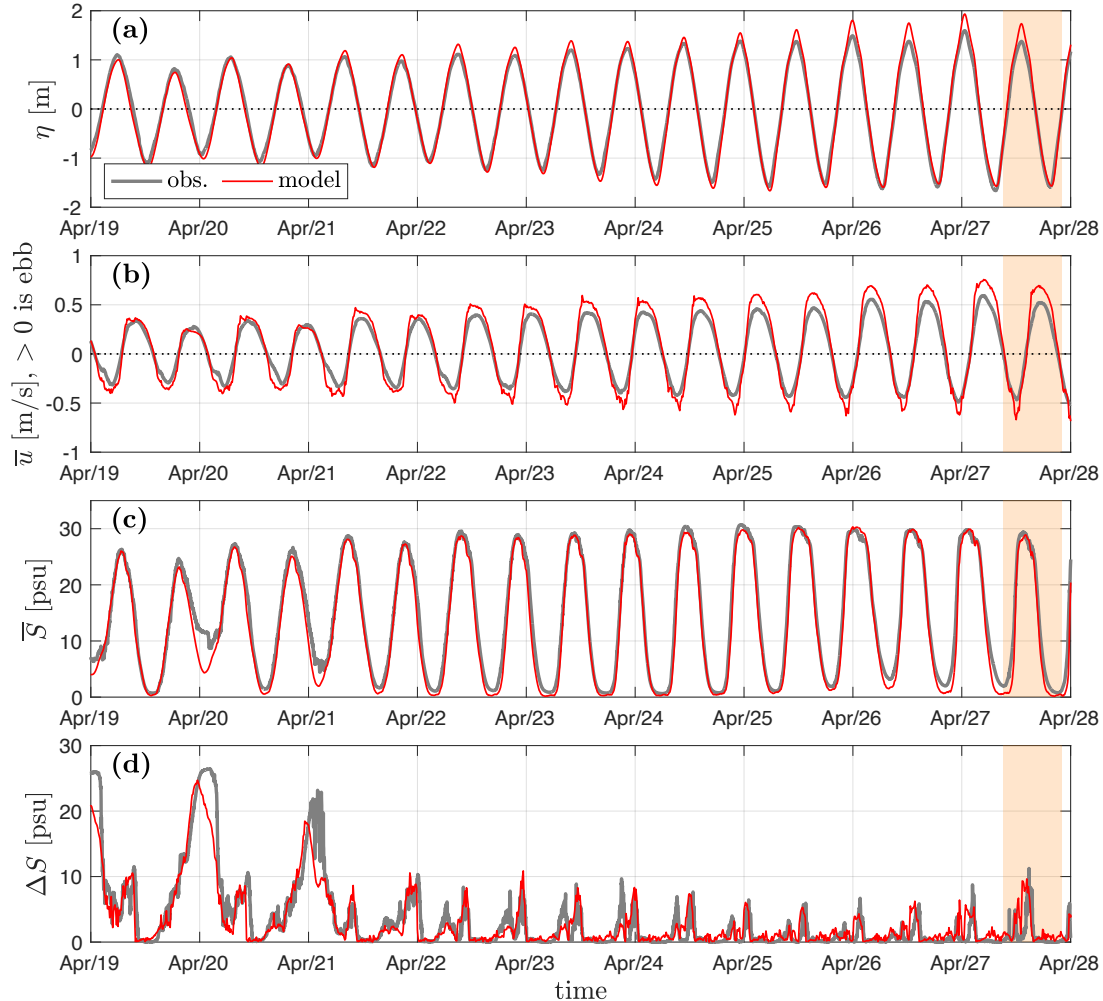 (a)
η [m]
2
1
0
-1
-2
obs. model
Apr/19 Apr/20 Apr/21 Apr/22 Apr/23 Apr/24 Apr/25 Apr/26 Apr/27 Apr/28
(b)
u̅ [m/s], > 0 is ebb
1
0.5
0
-0.5
-1
Apr/19 Apr/20 Apr/21 Apr/22 Apr/23 Apr/24 Apr/25 Apr/26 Apr/27 Apr/28
(c)
S̅ [psu]
30
20
10
0
Apr/19 Apr/20 Apr/21 Apr/22 Apr/23 Apr/24 Apr/25 Apr/26 Apr/27 Apr/28
(d)
ΔS [psu]
30
20
10
0
Apr/19 Apr/20 Apr/21 Apr/22 Apr/23 Apr/24 Apr/25 Apr/26 Apr/27 Apr/28
time